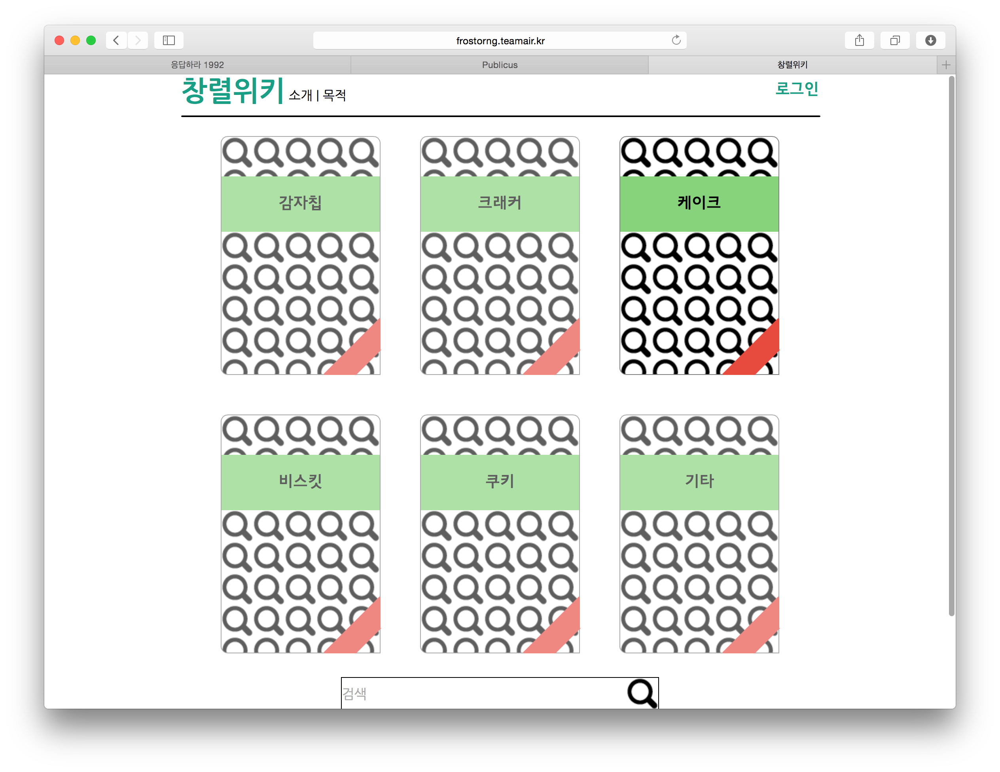 frostorng.teamair.kr
응답하라 1992
Publicus
창렬위키
창렬위키 소개 | 목적
로그인
감자칩
크래커
케이크
비스킷
쿠키
기타
검색